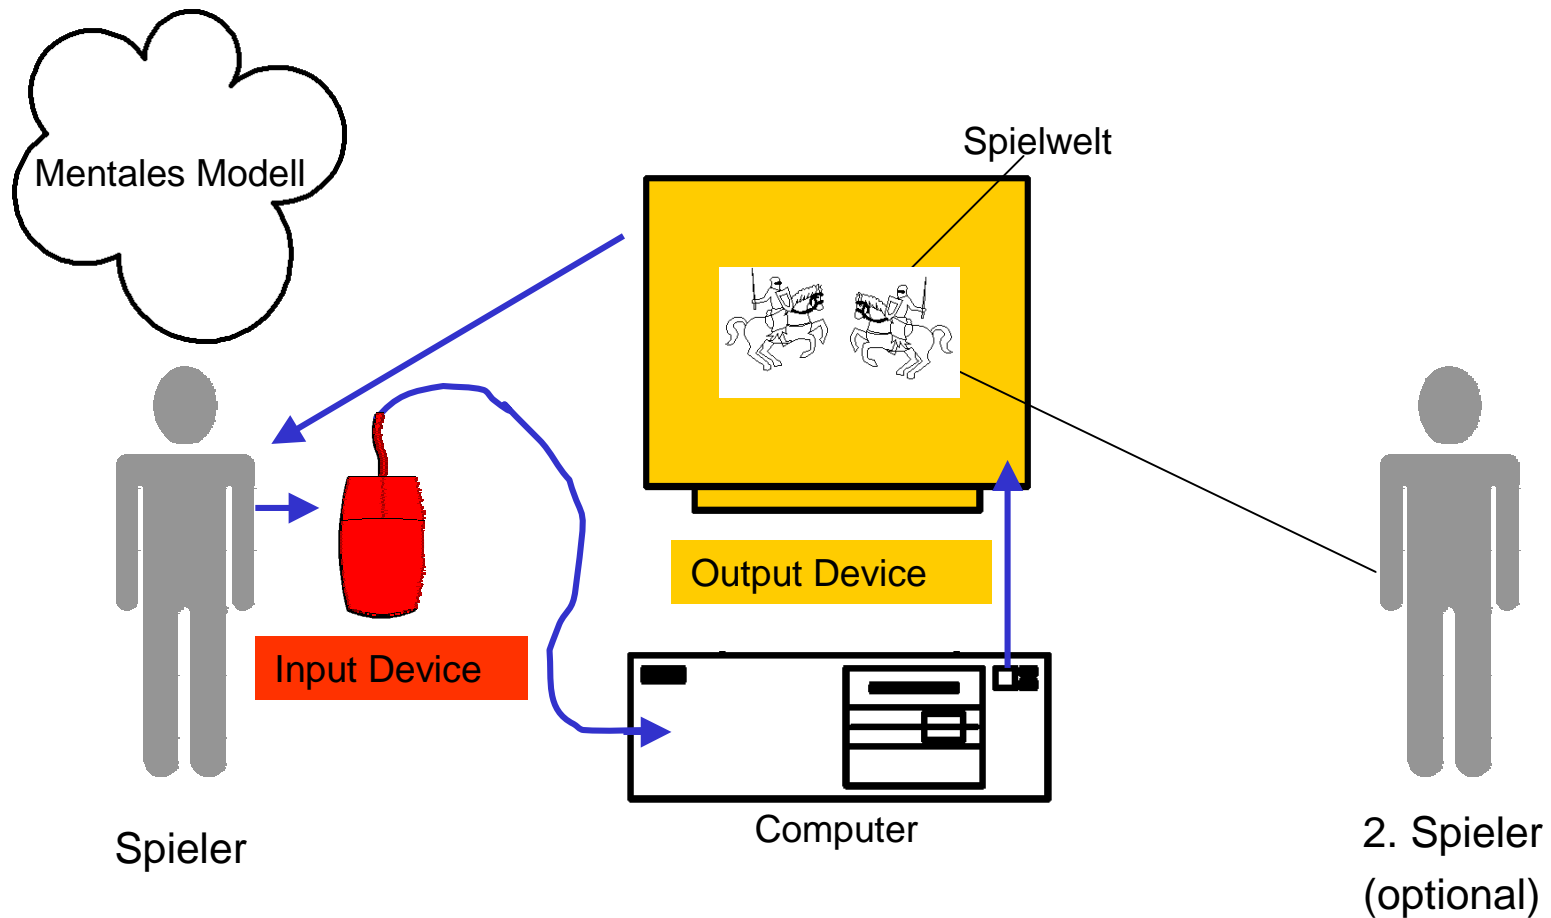 Mentales Modell
Spielwelt
Output Device
Input Device
Computer
Spieler
2. Spieler
(optional)